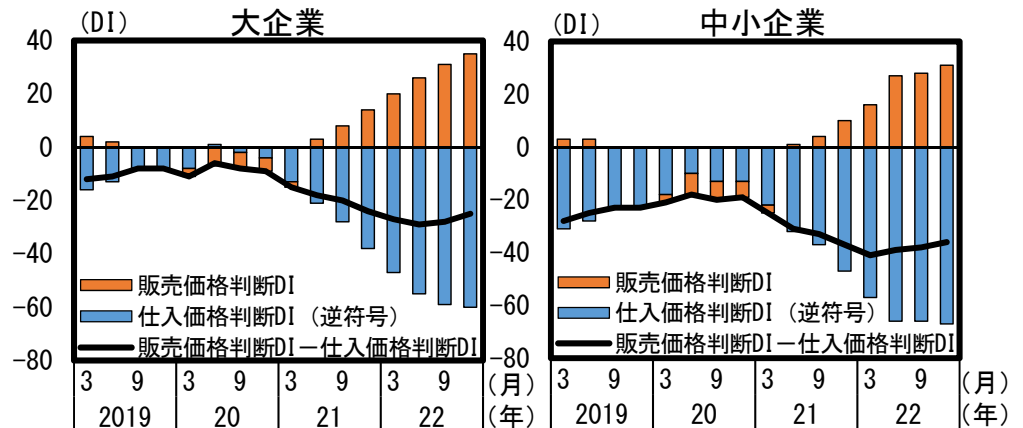 (DI) 大企業
40
20
0
-20
-40
-60
-80
販売価格判断DI
仕入価格判断DI（逆符号）
販売価格判断DI－仕入価格判断DI
3 9 3 9 3 9 3 9 (月)
2019 20 21 22 (年)
(DI) 中小企業
40
20
0
-20
-40
-60
-80
販売価格判断DI
仕入価格判断DI（逆符号）
販売価格判断DI－仕入価格判断DI
3 9 3 9 3 9 3 9 (月)
2019 20 21 22 (年)